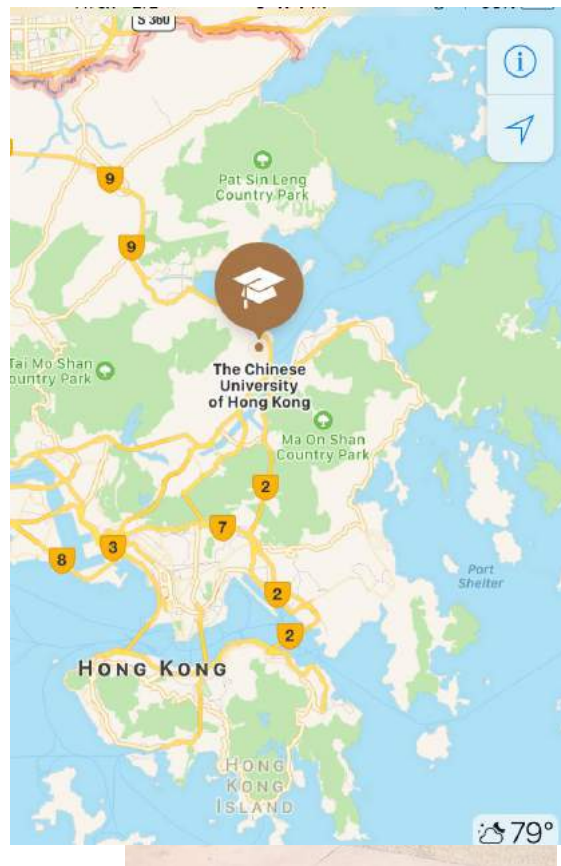 S 360
9
Pat Sin Leng
Country Park
9
Tai Mo Shan
Country Park
The Chinese
University
of Hong Kong
Ma On Shan
Country Park
2
7
3
8
Port
Shelter
2
2
HONG KONG
HONG
KONG
ISLAND
79°